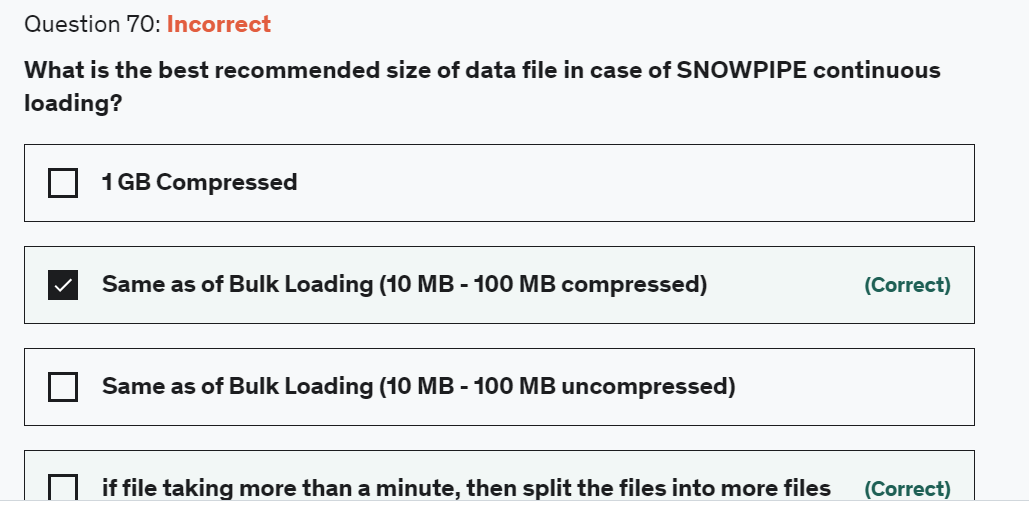 Question 70: Incorrect
What is the best recommended size of data file in case of SNOWPIPE continuous
loading?
1 GB Compressed
Same as of Bulk Loading (10 MB - 100 MB compressed) (Correct)
Same as of Bulk Loading (10 MB - 100 MB uncompressed)
if file taking more than a minute, then split the files into more files (Correct)